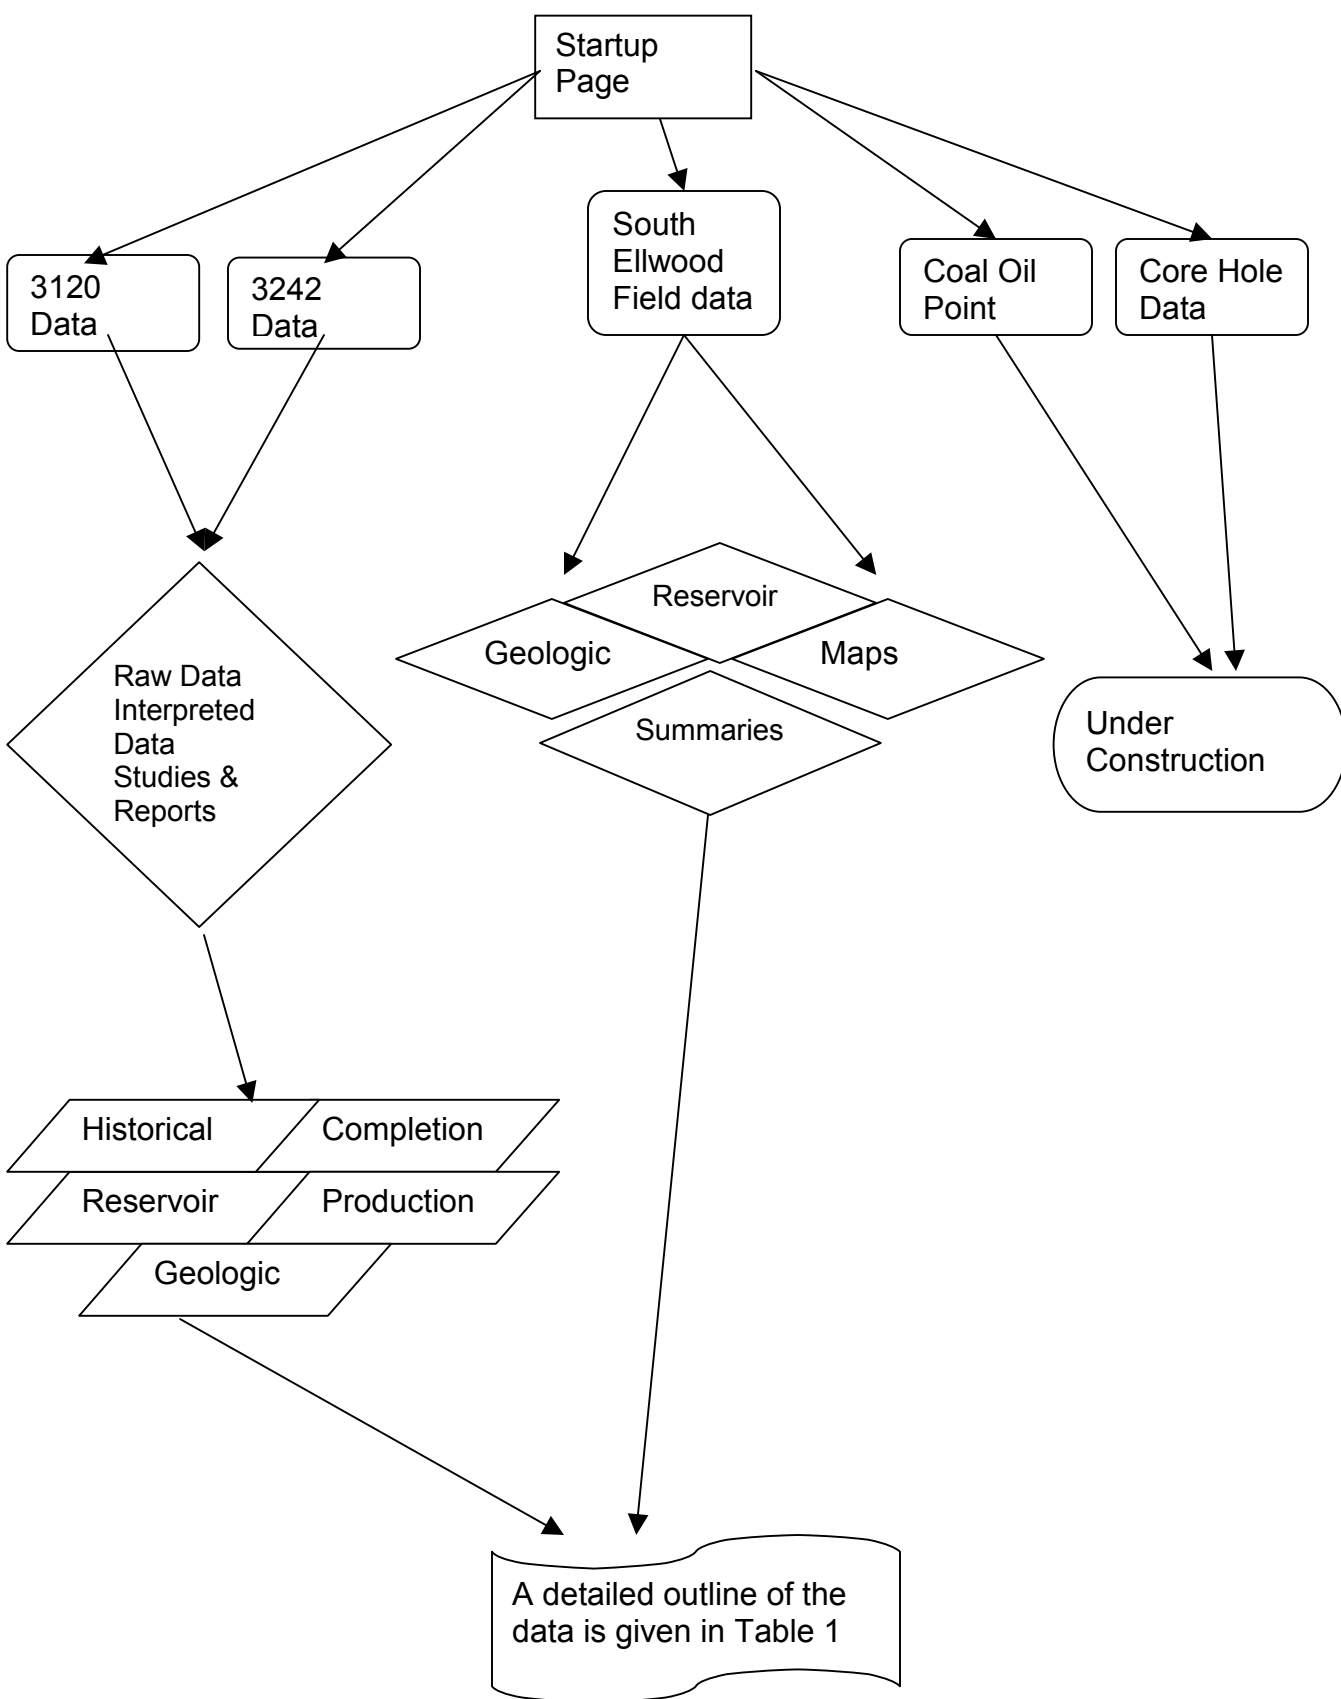 Startup
Page
3120
Data
3242
Data
South
Ellwood
Field data
Coal Oil
Point
Core Hole
Data
Raw Data
Interpreted
Data
Studies &
Reports
Reservoir
Geologic
Maps
Summaries
Under
Construction
Historical
Completion
Reservoir
Production
Geologic
A detailed outline of the
data is given in Table 1